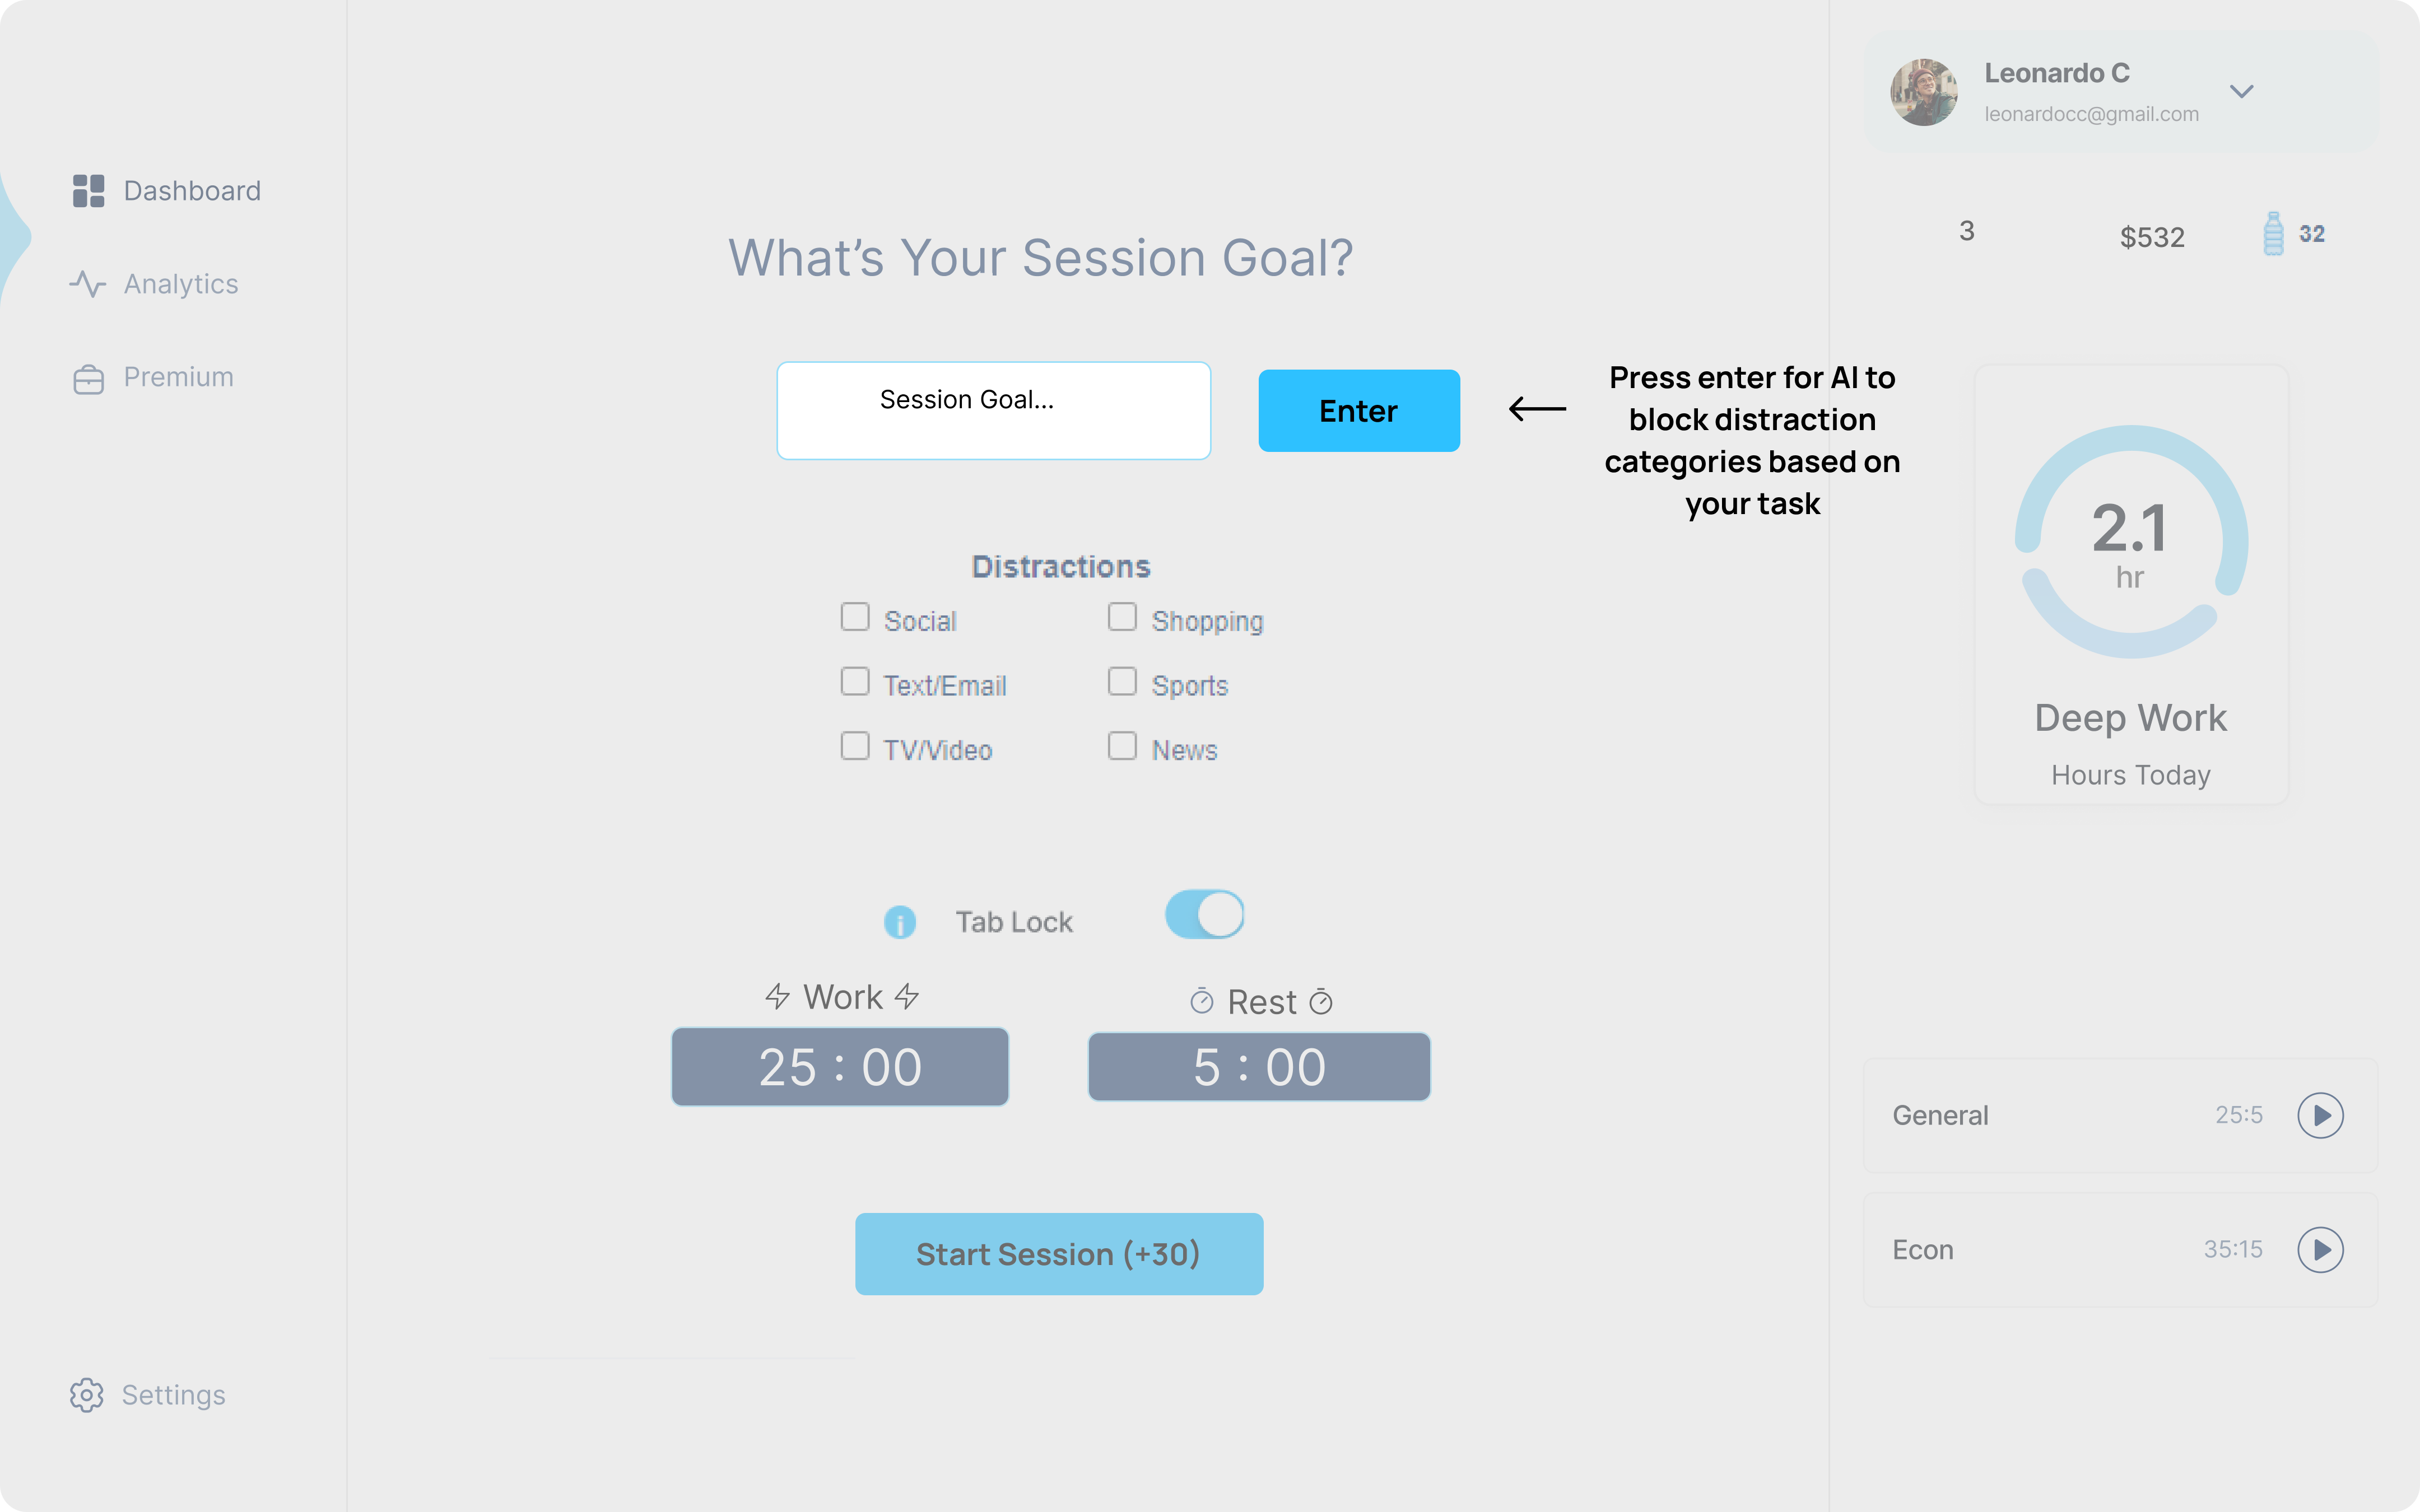 Dashboard
Analytics
Premium
Settings
What’s Your Session Goal?
Session Goal...
Enter
Press enter for AI to
block distraction
categories based on
your task
Distractions
Social
Shopping
Text/Email
Sports
TV/Video
News
i
Tab Lock
Work
Rest
25 : 00
5 : 00
Start Session (+30)
Leonardo C
leonardocc@gmail.com
3
$532
32
2.1
hr
Deep Work
Hours Today
General
25:5
Econ
35:15